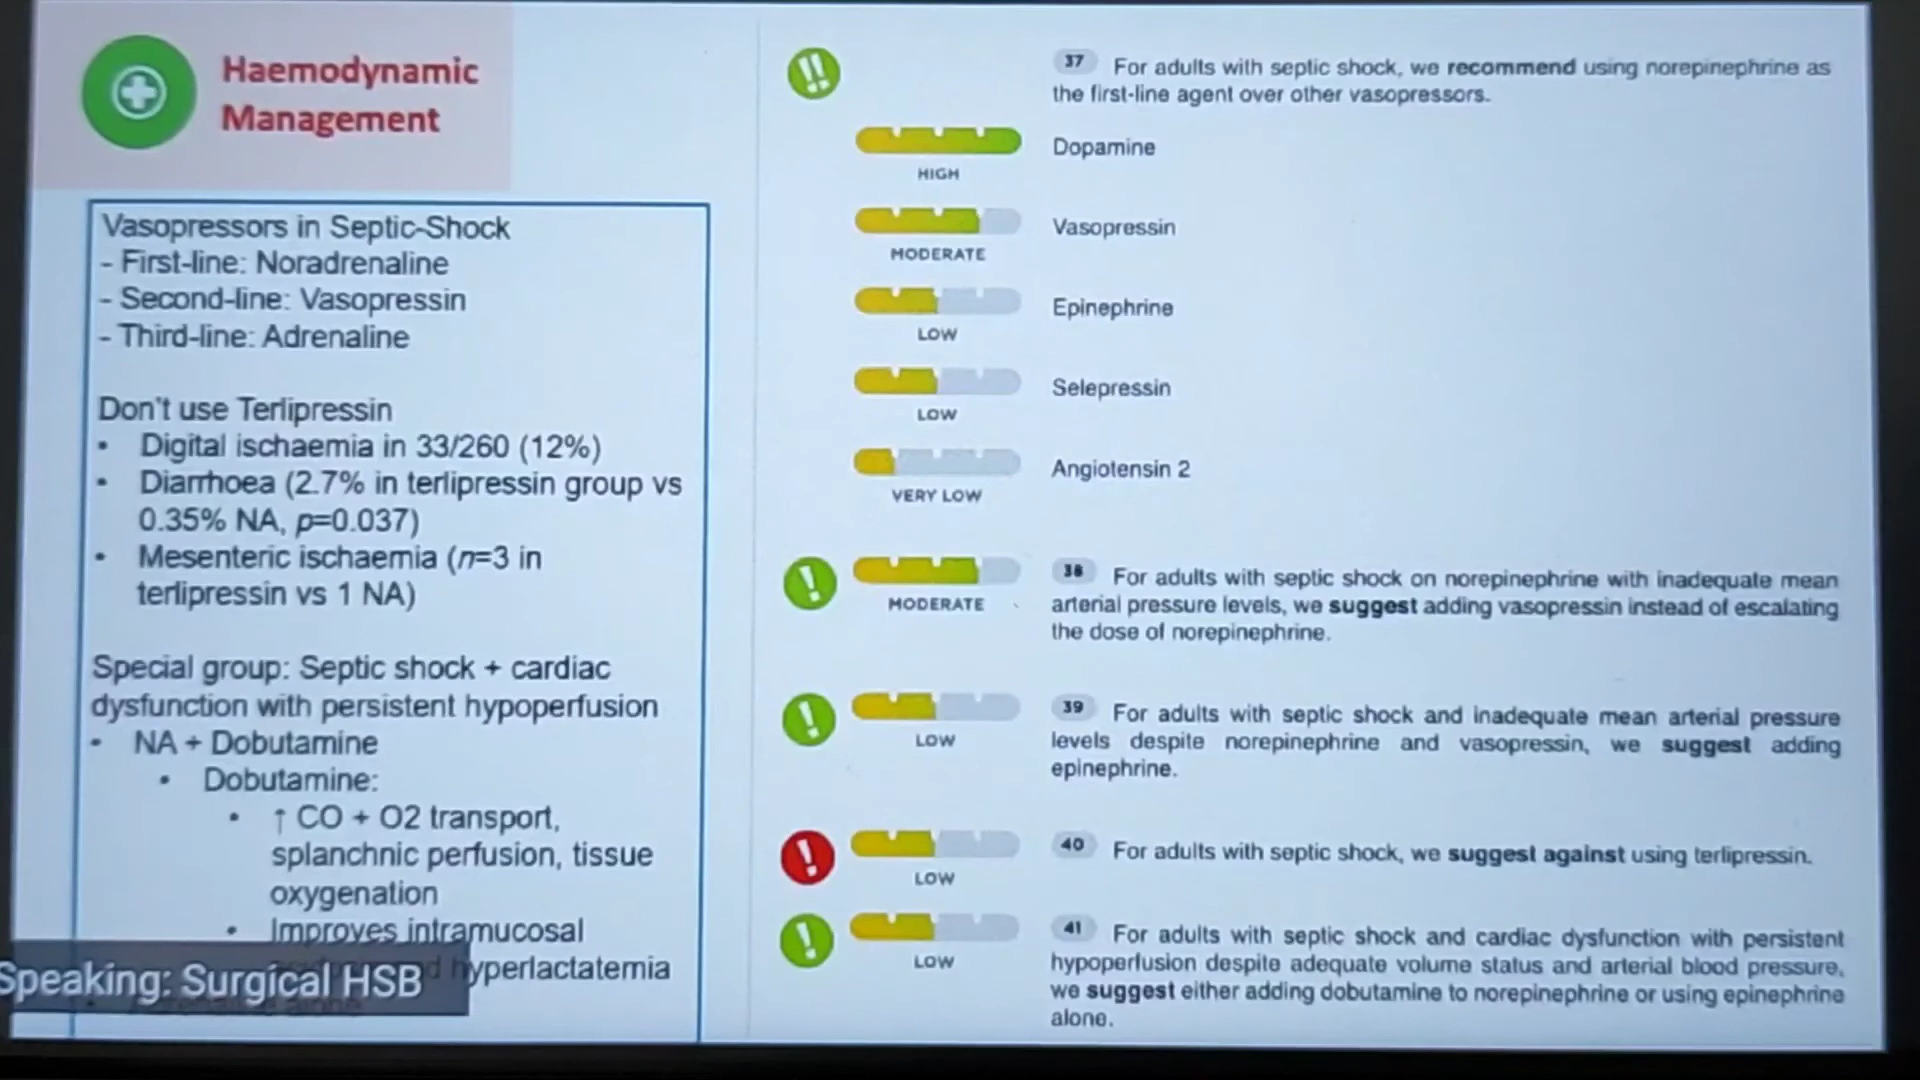 Haemodynamic
Management
Vasopressors in Septic-Shock
- First-line: Noradrenaline
- Second-line: Vasopressin
- Third-line: Adrenaline
Don't use Terlipressin
• Digital ischaemia in 33/260 (12%)
• Diarrhoea (2.7% in terlipressin group vs
0.35% NA, p=0.037)
• Mesenteric ischaemia (n=3 in
terlipressin vs 1 NA)
Special group: Septic shock + cardiac
dysfunction with persistent hypoperfusion
• NA + Dobutamine
• Dobutamine:
• ↑ CO + O2 transport,
splanchnic perfusion, tissue
oxygenation
• Improves intramucosal
hyperlactatemia
Speaking: Surgical HSB
37 For adults with septic shock, we recommend using norepinephrine as
the first-line agent over other vasopressors.
HIGH
Dopamine
MODERATE
Vasopressin
LOW
Epinephrine
LOW
Selepressin
VERY LOW
Angiotensin 2
MODERATE
38 For adults with septic shock on norepinephrine with inadequate mean
arterial pressure levels, we suggest adding vasopressin instead of escalating
the dose of norepinephrine.
LOW
39 For adults with septic shock and inadequate mean arterial pressure
levels despite norepinephrine and vasopressin, we suggest adding
epinephrine.
LOW
40 For adults with septic shock, we suggest against using terlipressin.
LOW
41 For adults with septic shock and cardiac dysfunction with persistent
hypoperfusion despite adequate volume status and arterial blood pressure,
we suggest either adding dobutamine to norepinephrine or using epinephrine
alone.